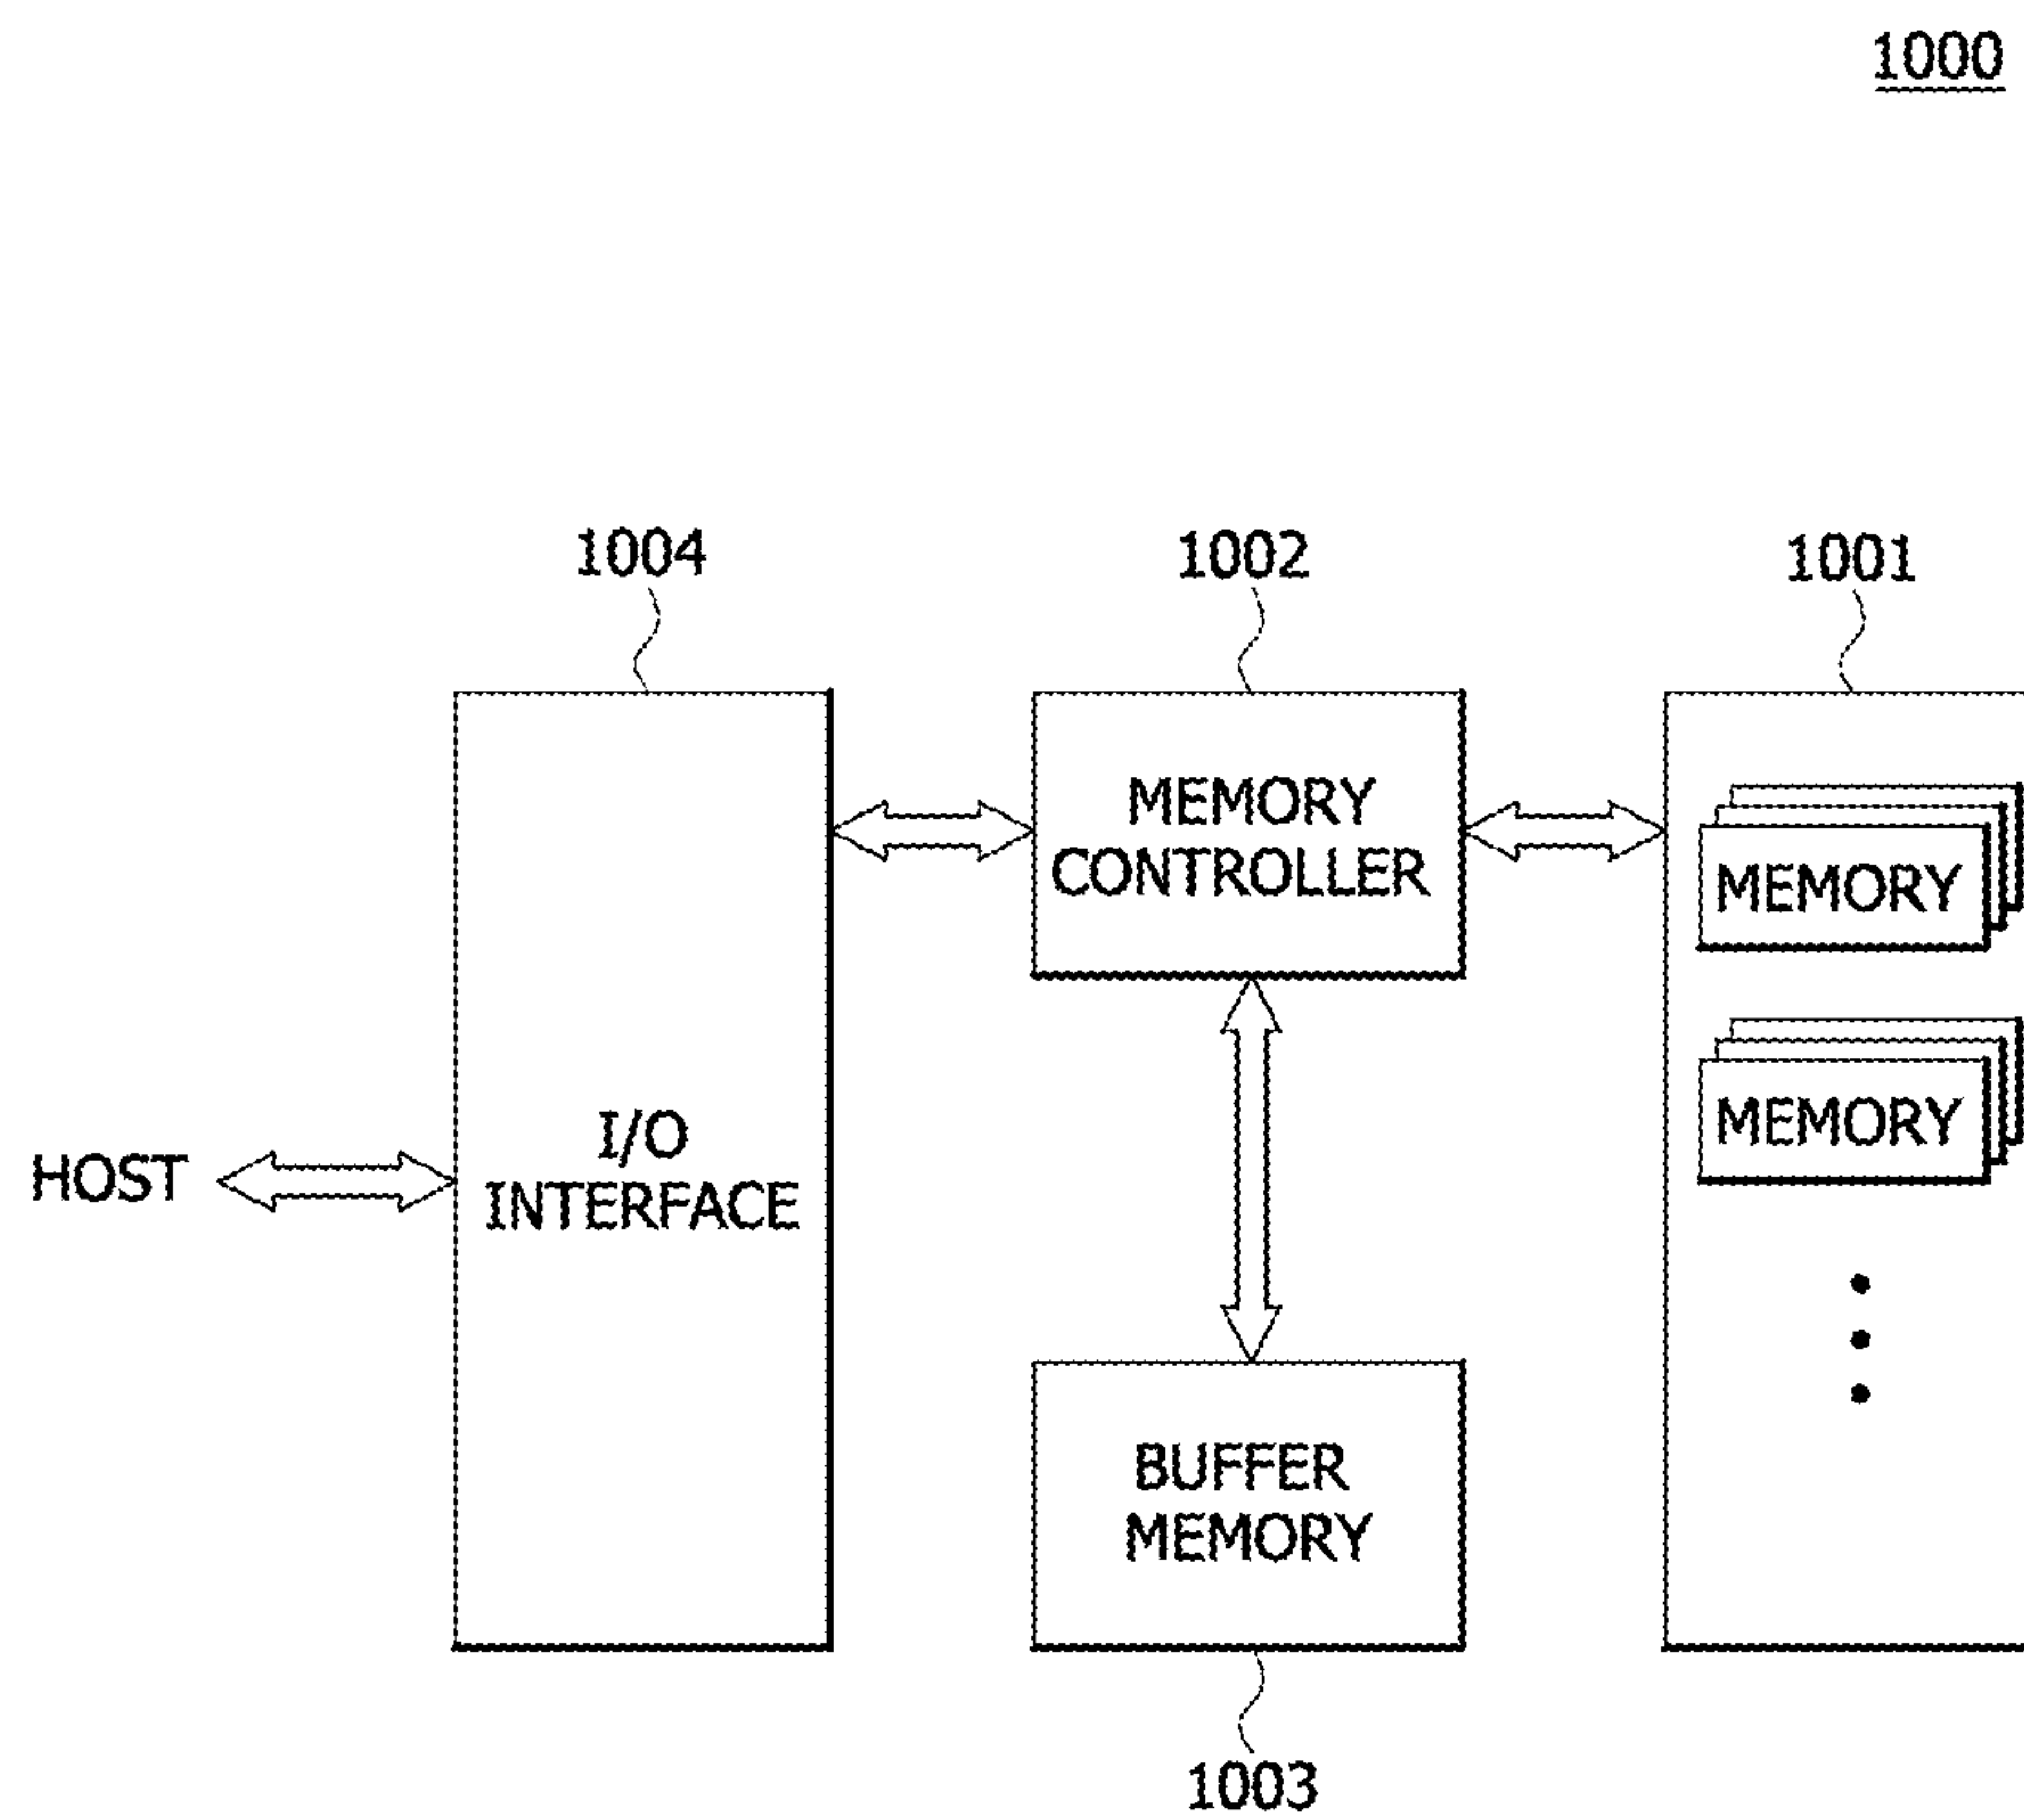 1000
1004
1002
1001
MEMORY
CONTROLLER
MEMORY
MEMORY
I/O
INTERFACE
HOST
BUFFER
MEMORY
1003